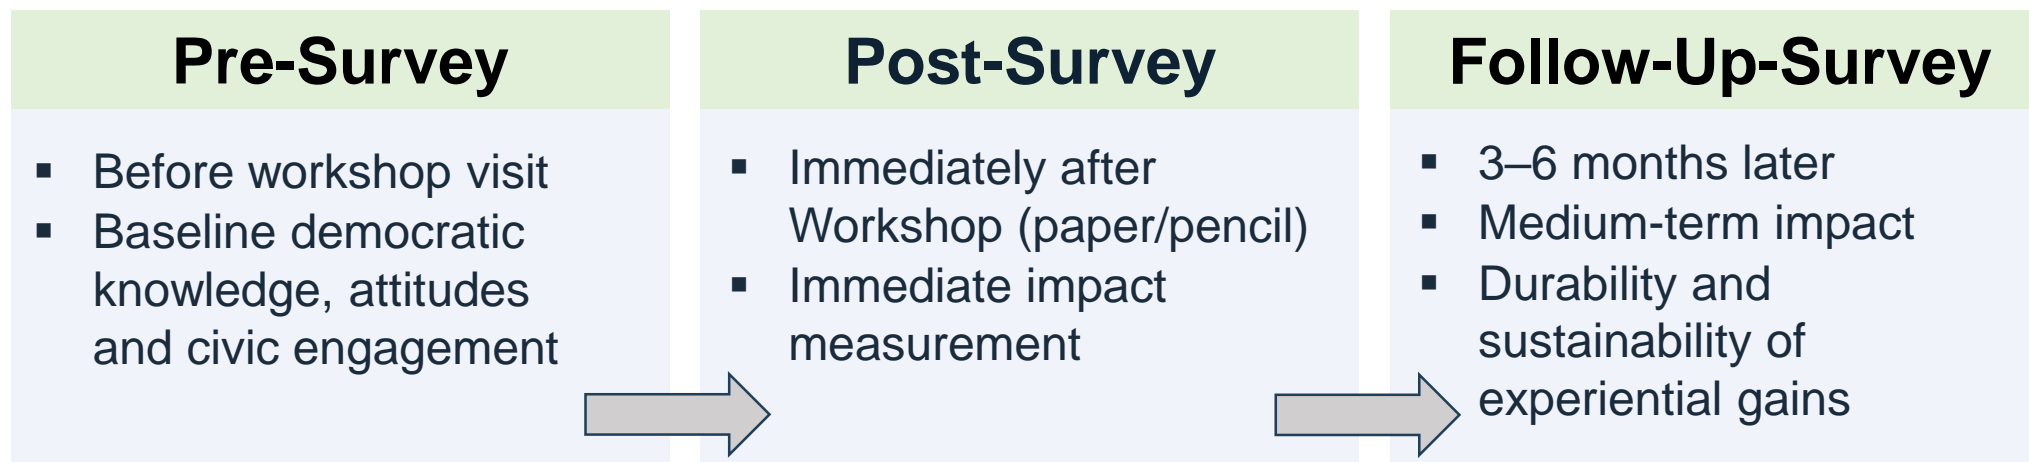 Pre-Survey
▪ Before workshop visit
▪ Baseline democratic
knowledge, attitudes
and civic engagement
Post-Survey
▪ Immediately after
Workshop (paper/pencil)
▪ Immediate impact
measurement
Follow-Up-Survey
▪ 3–6 months later
▪ Medium-term impact
▪ Durability and
sustainability of
experiential gains